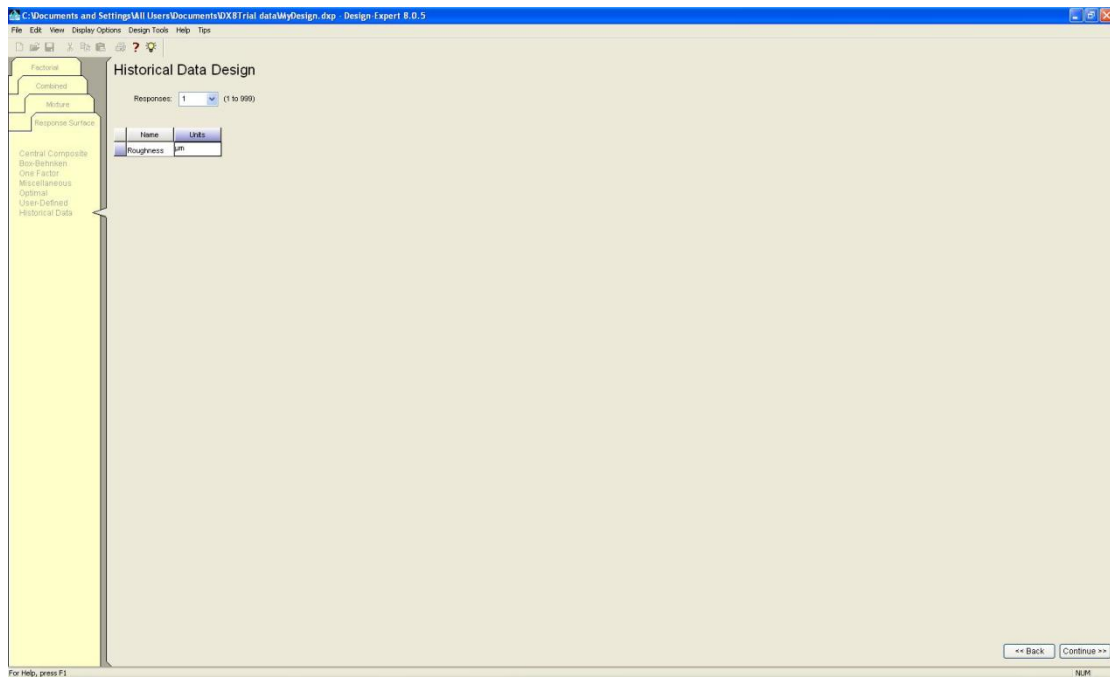 C:\Documents and Settings\All Users\Documents\DX8Trial data\MyDesign.dxp - Design-Expert 8.0.5
File Edit View Display Options Design Tools Help Tips
Factorial
Combined
Mixture
Response Surface
Central Composite
Box-Behnken
One Factor
Miscellaneous
Optimal
User-Defined
Historical Data
Historical Data Design
Responses: 1 (1 to 999)
Name Units
Roughness µm
<< Back Continue >>
For Help, press F1 NUM